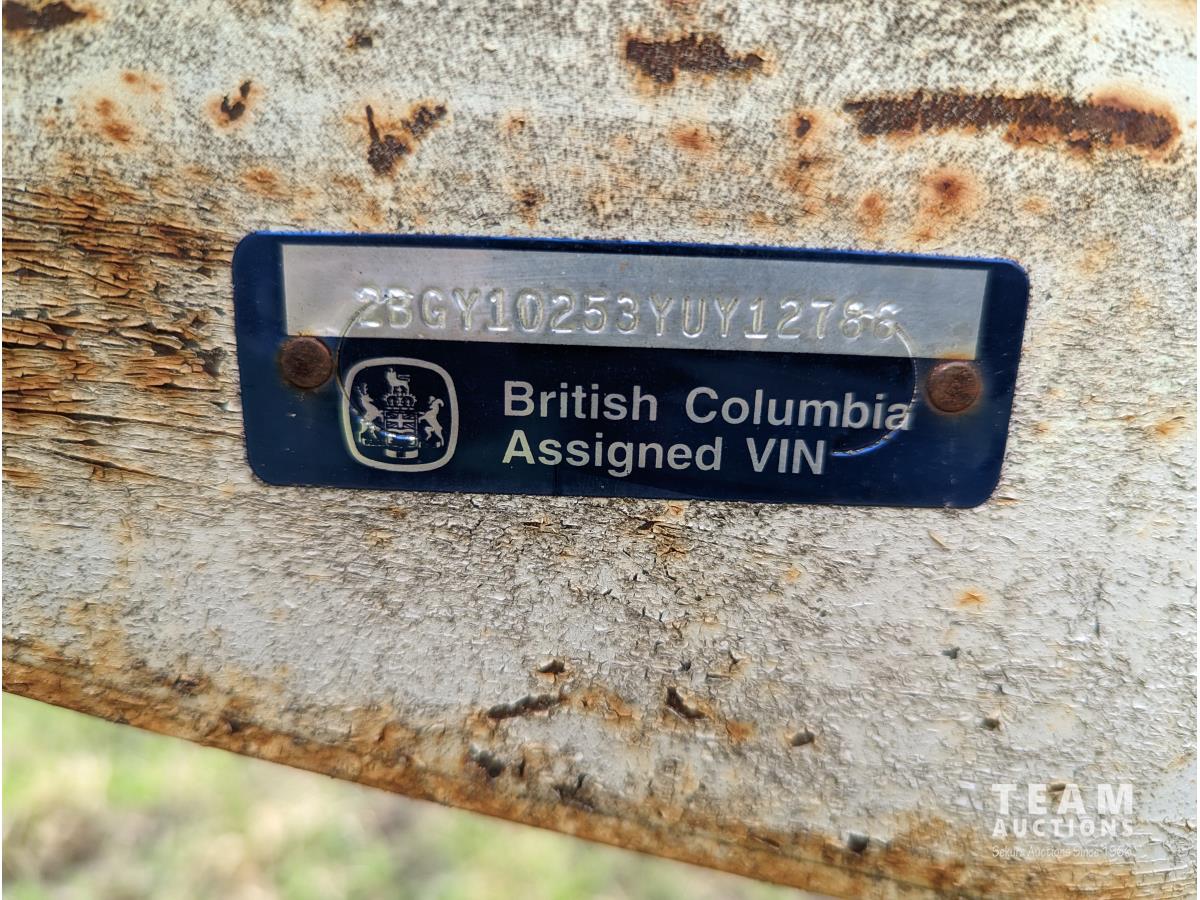 2BGY10253YUY12786
British Columbia
Assigned VIN
TEAM
AUCTIONS